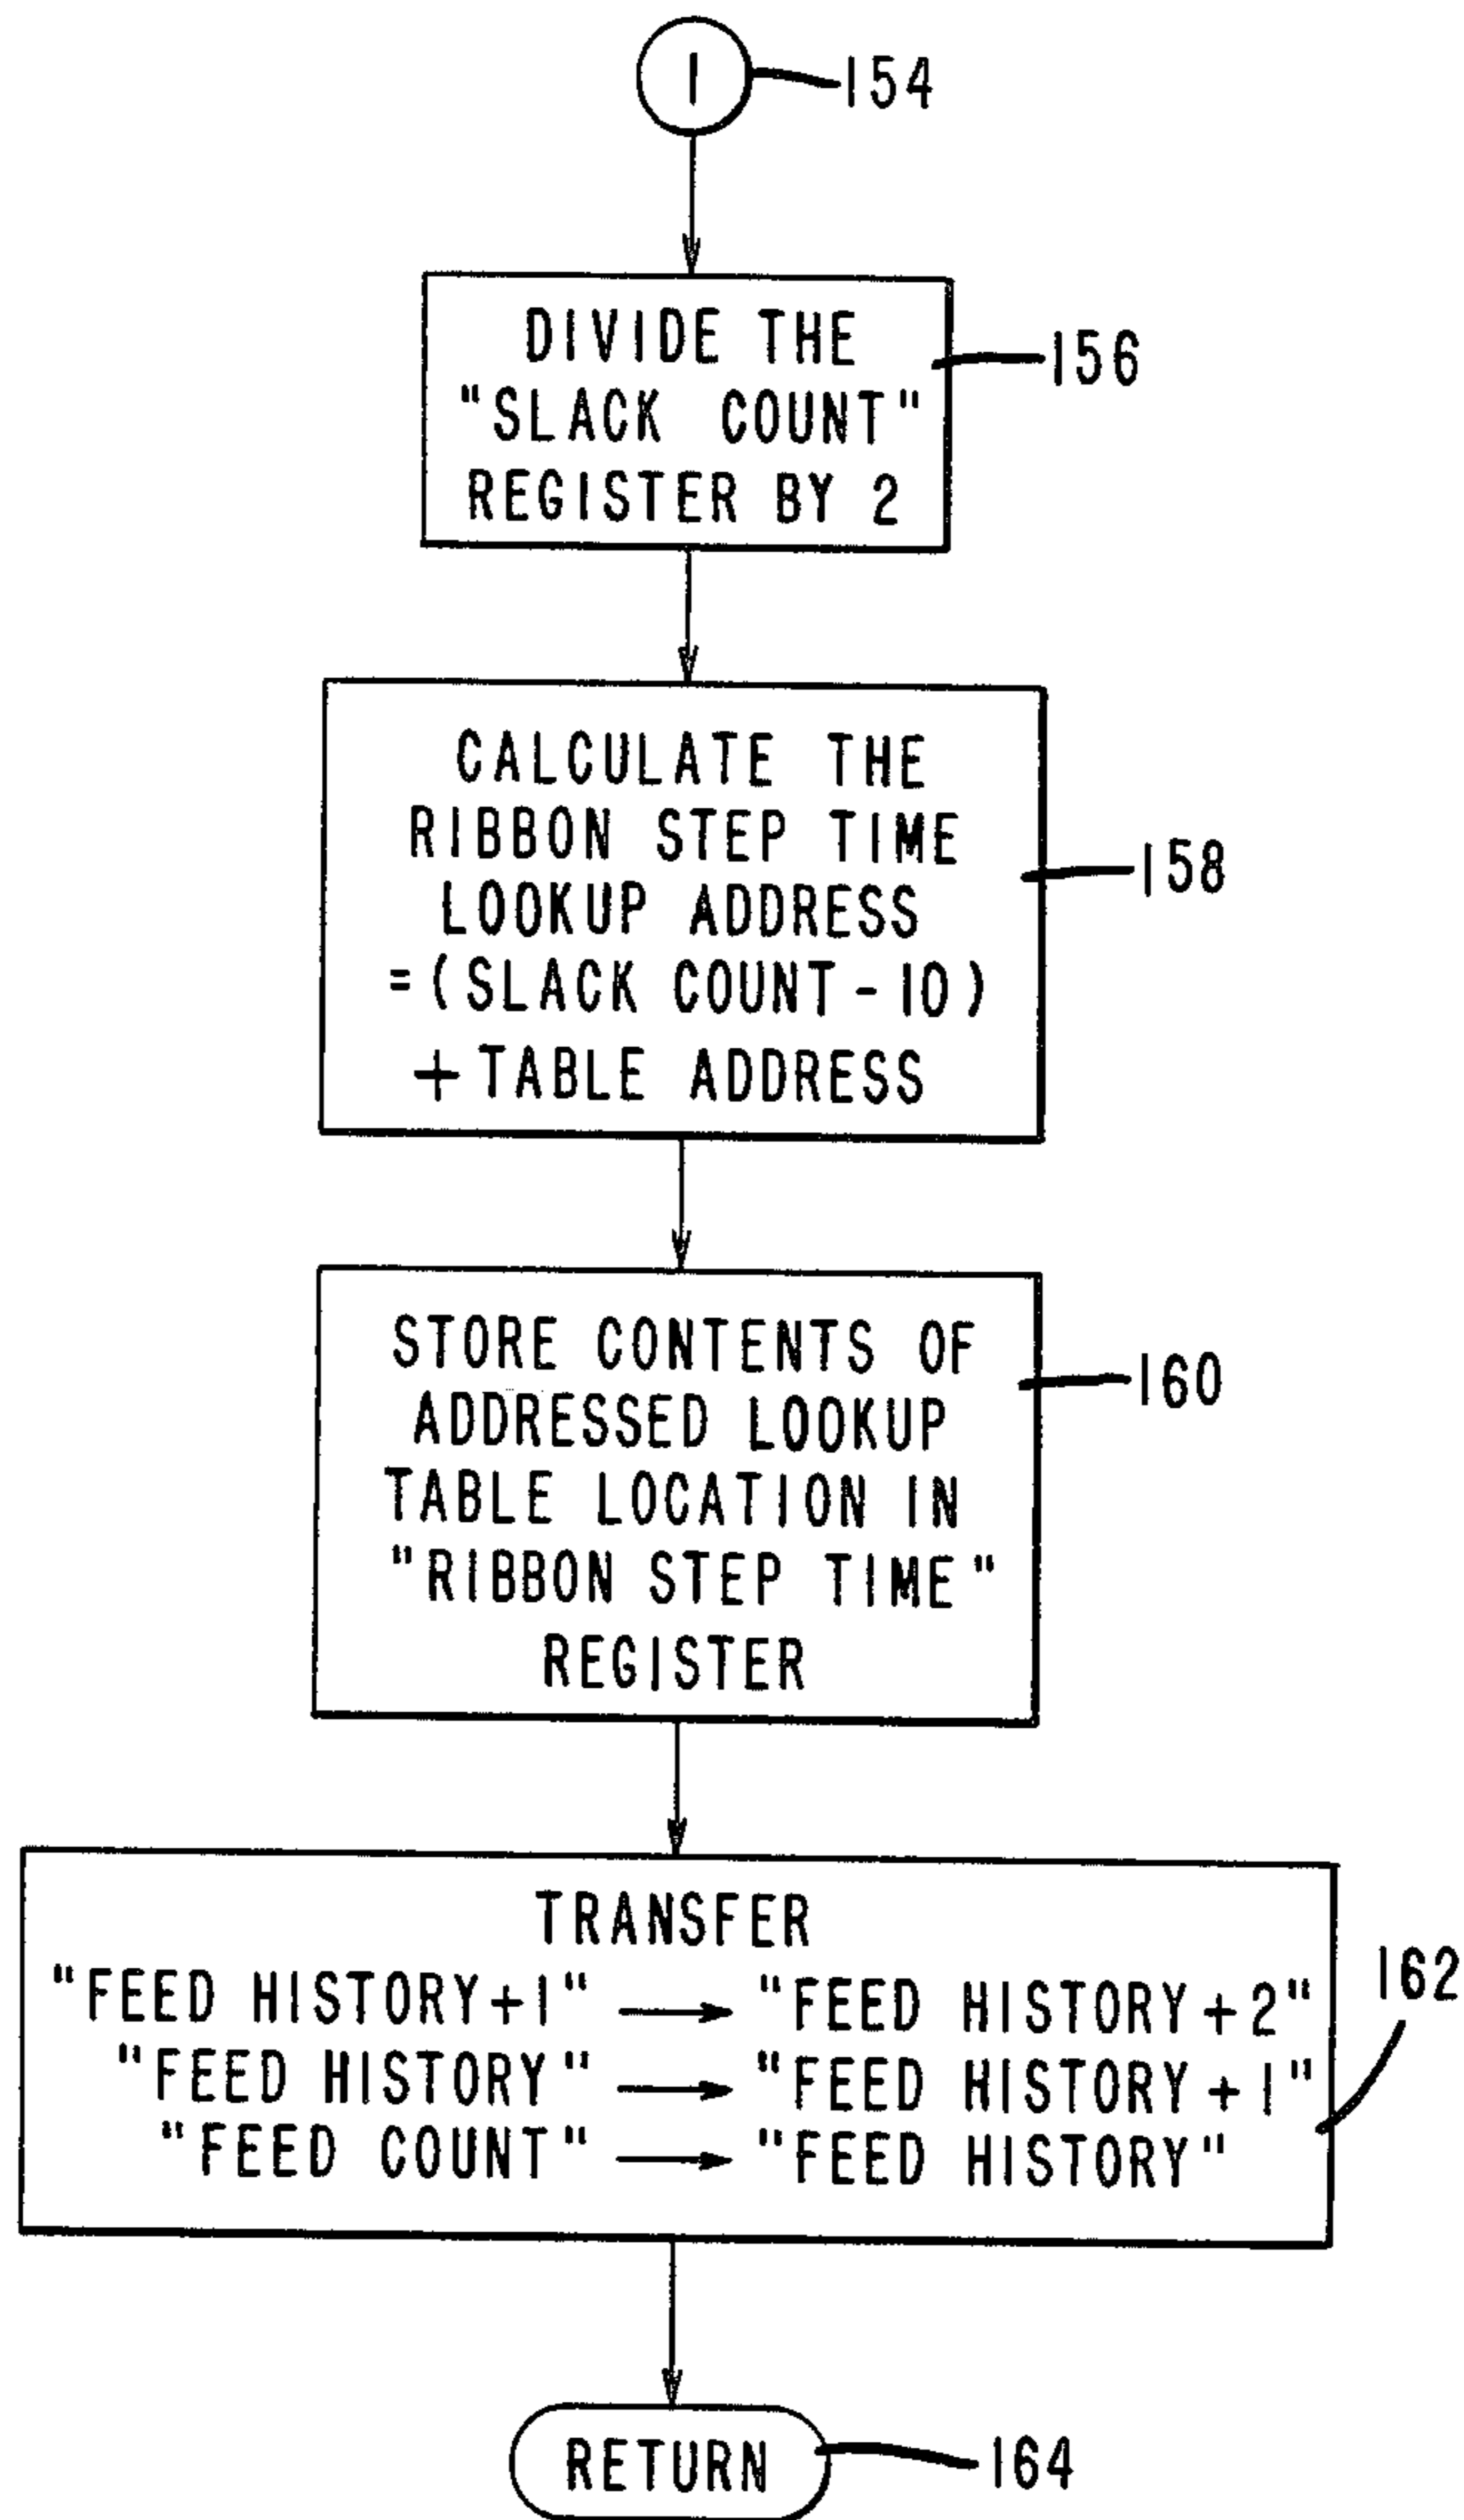 1
154
DIVIDE THE
"SLACK COUNT"
REGISTER BY 2
156
CALCULATE THE
RIBBON STEP TIME
LOOKUP ADDRESS
=(SLACK COUNT-10)
+TABLE ADDRESS
158
STORE CONTENTS OF
ADDRESSED LOOKUP
TABLE LOCATION IN
"RIBBON STEP TIME"
REGISTER
160
TRANSFER
"FEED HISTORY+1" → "FEED HISTORY+2"
"FEED HISTORY" → "FEED HISTORY+1"
"FEED COUNT" → "FEED HISTORY"
162
RETURN
164